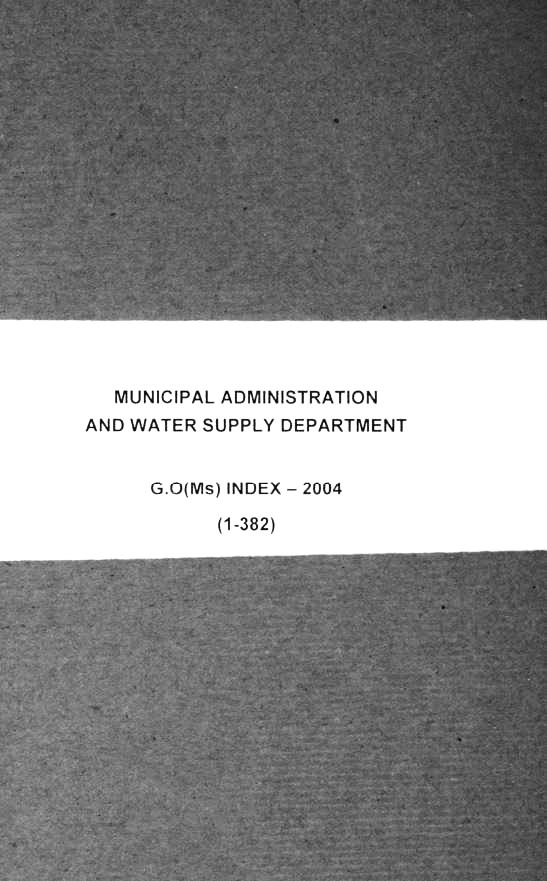 MUNICIPAL ADMINISTRATION
AND WATER SUPPLY DEPARTMENT
G.O(Ms) INDEX – 2004
(1-382)